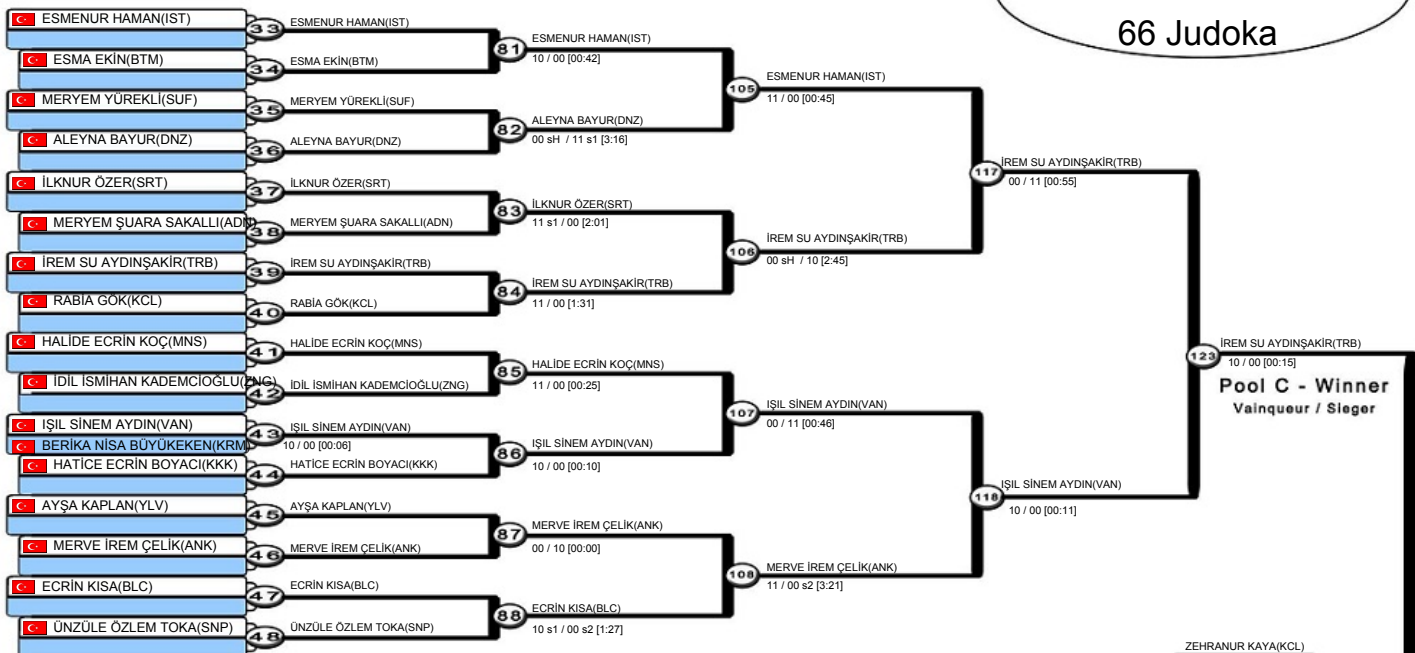 66 Judoka
ESMENUR HAMAN(IST)
ESMA EKİN(BTM)
MERYEM YÜREKLİ(SUF)
ALEYNA BAYUR(DNZ)
İLKNUR ÖZER(SRT)
MERYEM ŞUARA SAKALLI(ADN)
İREM SU AYDINŞAKİR(TRB)
RABİA GÖK(KCL)
HALİDE ECRİN KOÇ(MNS)
İDİL İSMİHAN KADEMCİOĞLU(ZNG)
IŞIL SİNEM AYDIN(VAN)
BERİKA NİSA BÜYÜKEKEN(KRM)
HATİCE ECRİN BOYACI(KKK)
AYŞA KAPLAN(YLV)
MERVE İREM ÇELİK(ANK)
ECRİN KISA(BLC)
ÜNZÜLE ÖZLEM TOKA(SNP)
33 ESMENUR HAMAN(IST)
34 ESMA EKİN(BTM)
35 MERYEM YÜREKLİ(SUF)
36 ALEYNA BAYUR(DNZ)
37 İLKNUR ÖZER(SRT)
38 MERYEM ŞUARA SAKALLI(ADN)
39 İREM SU AYDINŞAKİR(TRB)
40 RABİA GÖK(KCL)
41 HALİDE ECRİN KOÇ(MNS)
42 İDİL İSMİHAN KADEMCİOĞLU(ZNG)
43 IŞIL SİNEM AYDIN(VAN)
10 / 00 [00:06]
44 HATİCE ECRİN BOYACI(KKK)
45 AYŞA KAPLAN(YLV)
46 MERVE İREM ÇELİK(ANK)
47 ECRİN KISA(BLC)
48 ÜNZÜLE ÖZLEM TOKA(SNP)
81 ESMENUR HAMAN(IST)
10 / 00 [00:42]
82 ALEYNA BAYUR(DNZ)
00 sH / 11 s1 [3:16]
83 İLKNUR ÖZER(SRT)
11 s1 / 00 [2:01]
84 İREM SU AYDINŞAKİR(TRB)
11 / 00 [1:31]
85 HALİDE ECRİN KOÇ(MNS)
11 / 00 [00:25]
86 IŞIL SİNEM AYDIN(VAN)
10 / 00 [00:10]
87 MERVE İREM ÇELİK(ANK)
00 / 10 [00:00]
88 ECRİN KISA(BLC)
10 s1 / 00 s2 [1:27]
105 ESMENUR HAMAN(IST)
11 / 00 [00:45]
106 İREM SU AYDINŞAKİR(TRB)
00 sH / 10 [2:45]
107 IŞIL SİNEM AYDIN(VAN)
00 / 11 [00:46]
108 MERVE İREM ÇELİK(ANK)
11 / 00 s2 [3:21]
117 İREM SU AYDINŞAKİR(TRB)
00 / 11 [00:55]
118 IŞIL SİNEM AYDIN(VAN)
10 / 00 [00:11]
123 İREM SU AYDINŞAKİR(TRB)
10 / 00 [00:15]
Pool C - Winner
Vainqueur / Sieger
ZEHRANUR KAYA(KCL)